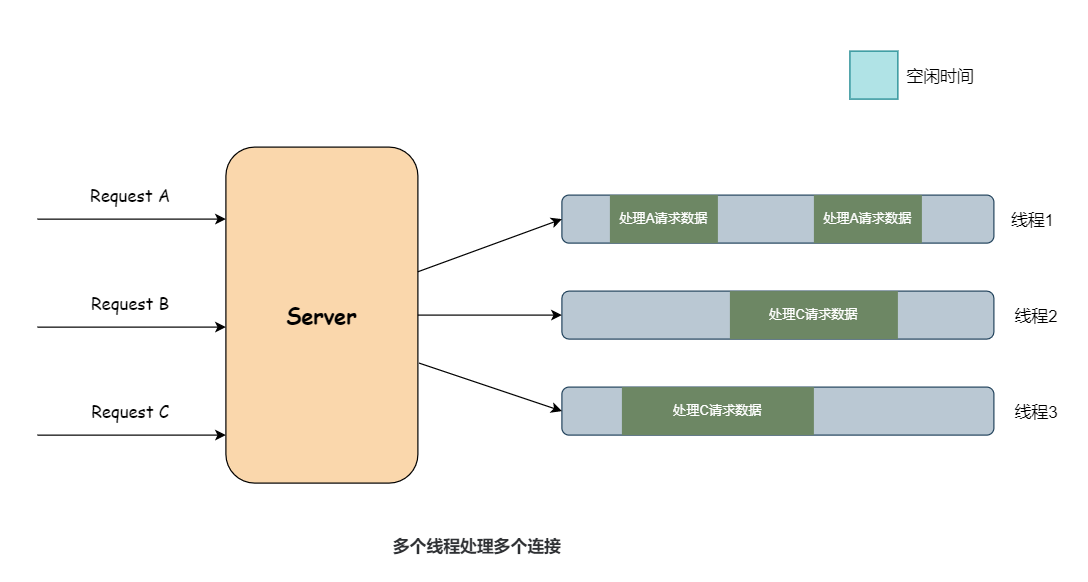 空闲时间
Request A
处理A请求数据
处理A请求数据
线程1
Request B
Server
处理C请求数据
线程2
Request C
处理C请求数据
线程3
多个线程处理多个连接